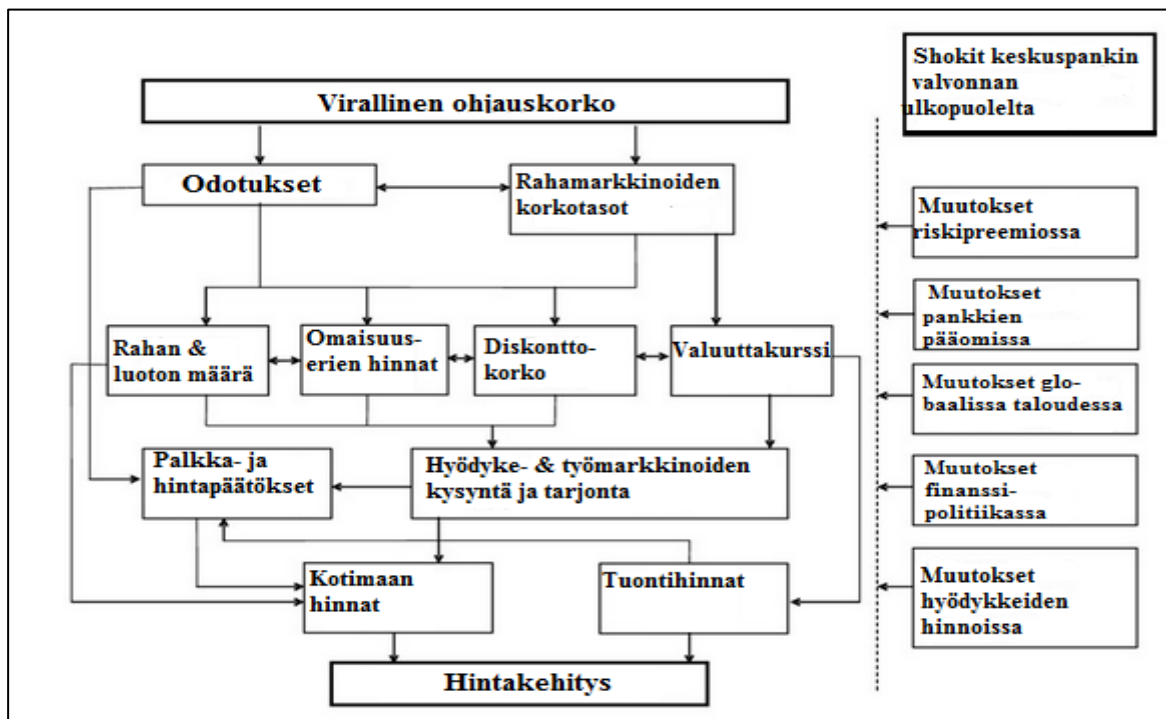 Virallinen ohjauskorko
Odotukset
Rahamarkkinoiden
korkotasot
Rahan &
luoton määrä
Omaisuus-
erien hinnat
Diskontto-
korko
Valuuttakurssi
Palkka- ja
hintapäätökset
Hyödyke- & työmarkkinoiden
kysyntä ja tarjonta
Kotimaan
hinnat
Tuontihinnat
Hintakehitys
Shokit keskuspankin
valvonnan
ulkopuolelta
Muutokset
riskipreemiossa
Muutokset
pankkien
pääomissa
Muutokset glo-
baalissa taloudessa
Muutokset
finanssi-
politiikassa
Muutokset
hyödykkeiden
hinnoissa